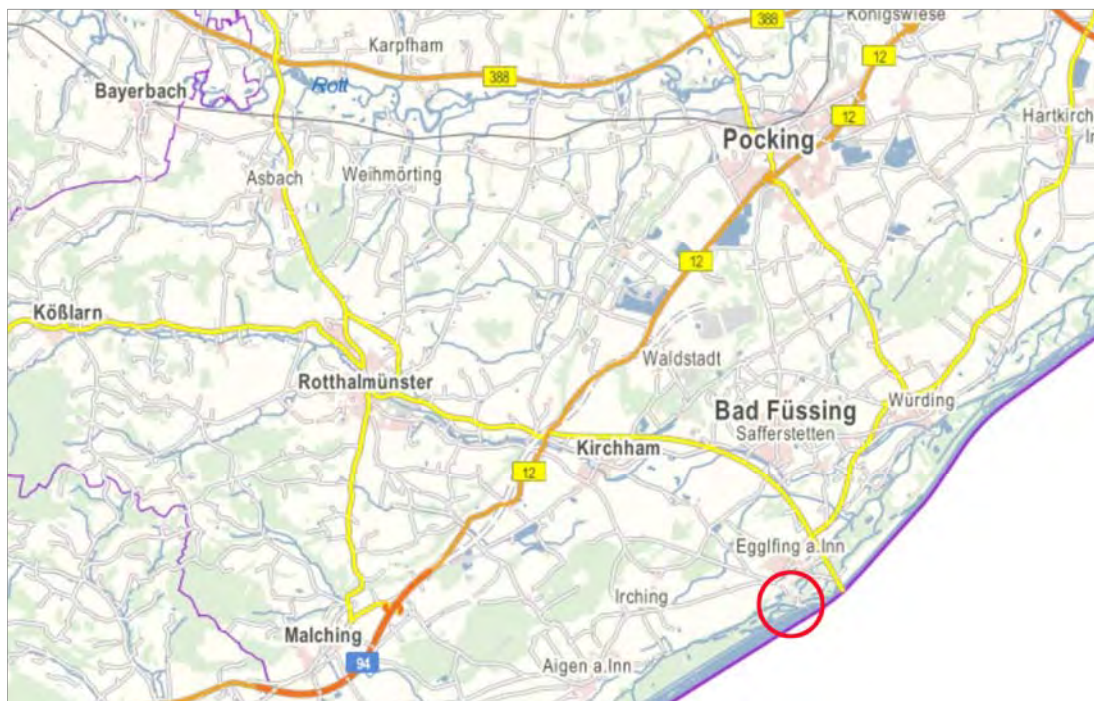 388
Königswiese
Karpfham
388
12
Rott
Bayerbach
12
Hartkirch
In
Pocking
Asbach
Weihmörting
12
Kößlarn
Waldstadt
Rotthalmünster
Bad Füssing
Würding
Safferstetten
Kirchham
12
Egglfing a.Inn
Irching
Malching
94
Aigen a.Inn